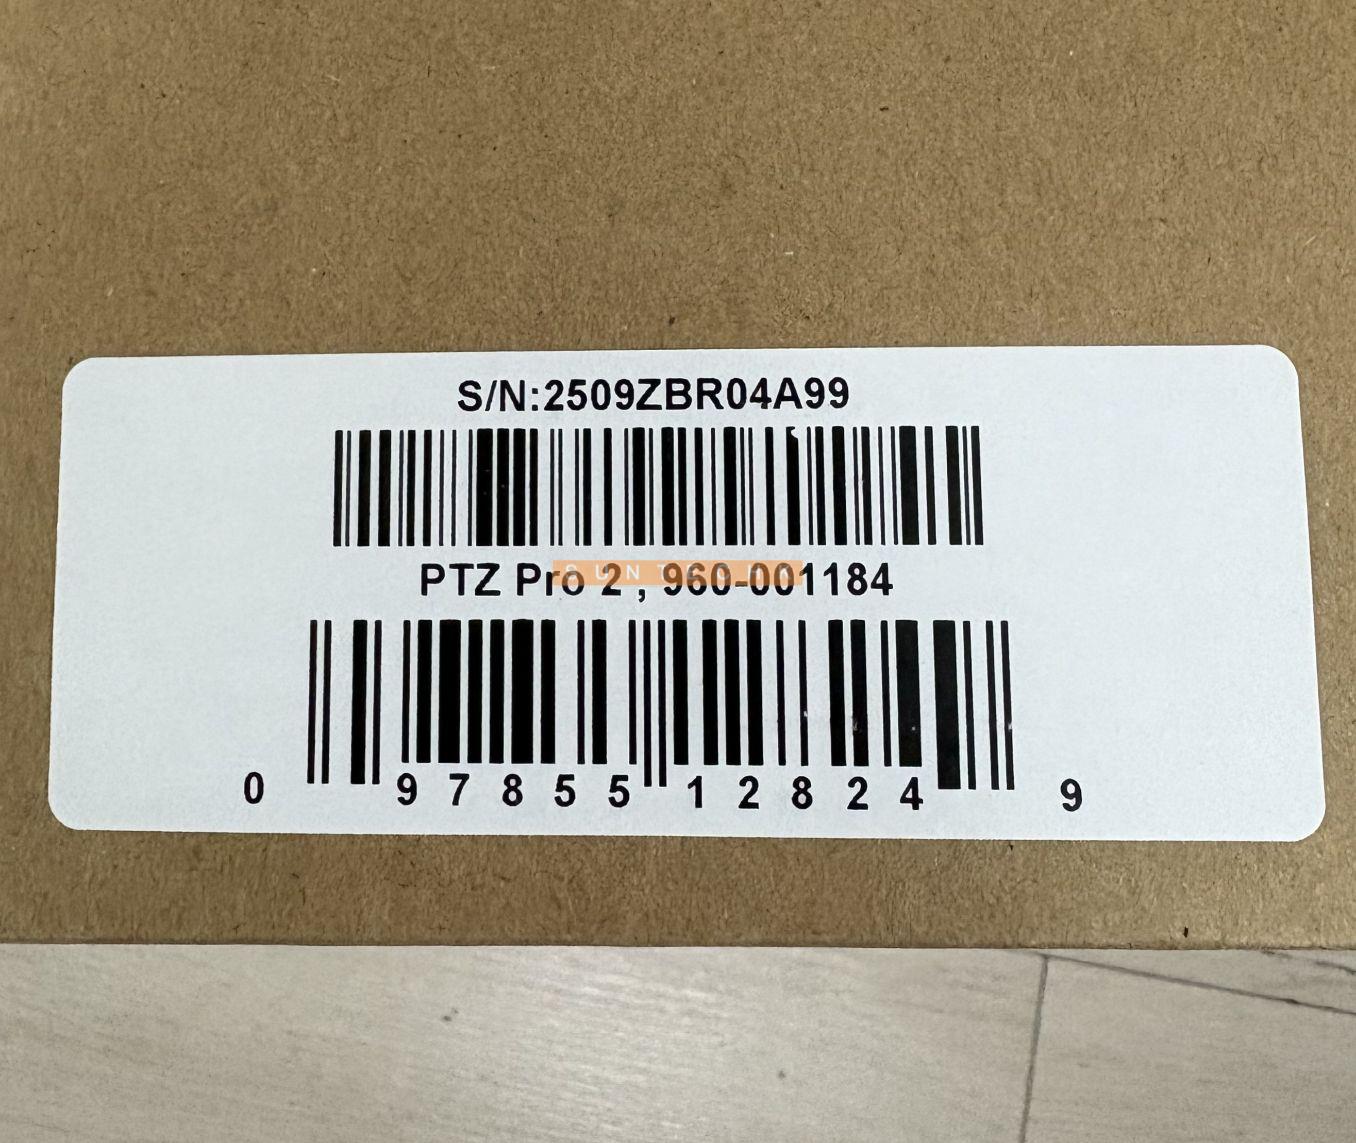 S/N:2509ZBR04A99
PTZ Pro 2 , 960-001184
0 97855 12824 9